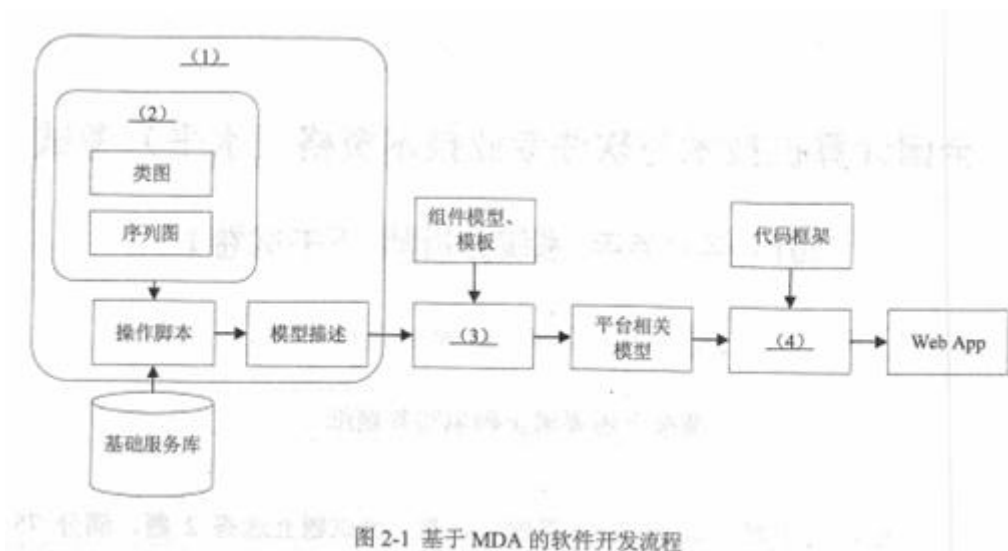 (1)
(2)
类图
序列图
操作脚本
模型描述
基础服务库
组件模型、
模板
(3)
平台相关
模型
代码框架
(4)
Web App
图 2-1 基于 MDA 的软件开发流程